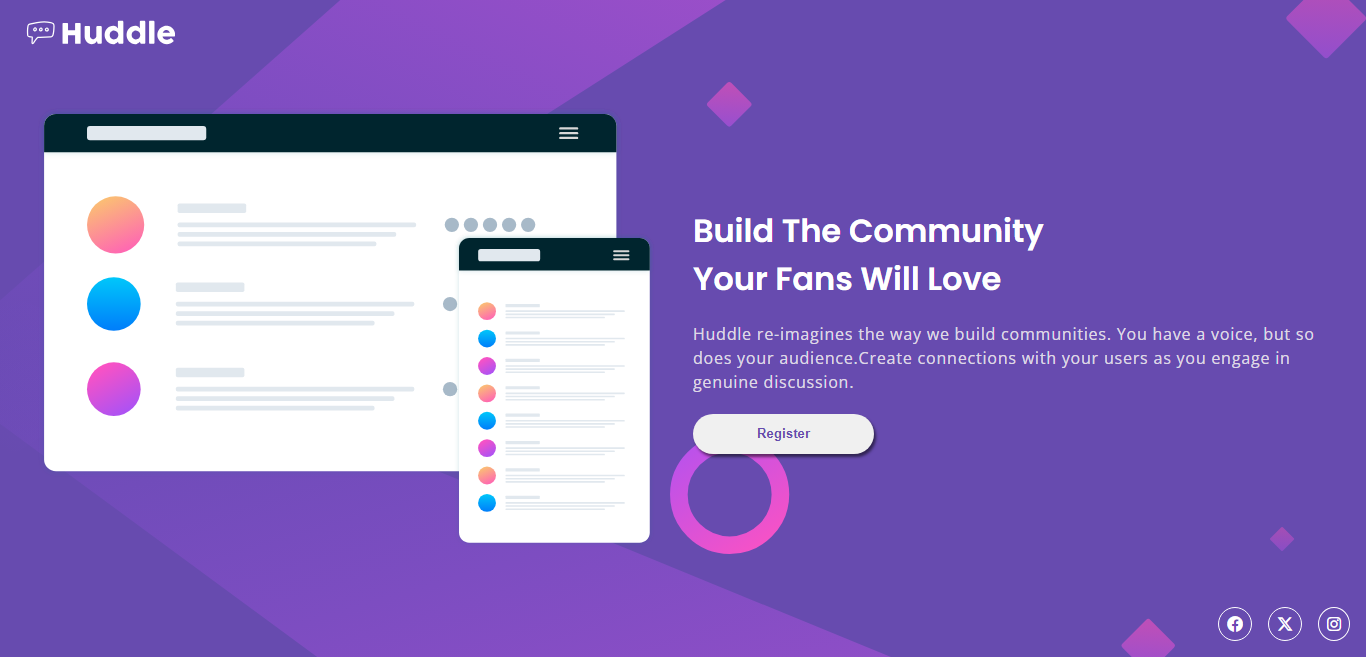 Huddle
Build The Community
Your Fans Will Love
Huddle re-imagines the way we build communities. You have a voice, but so
does your audience.Create connections with your users as you engage in
genuine discussion.
Register